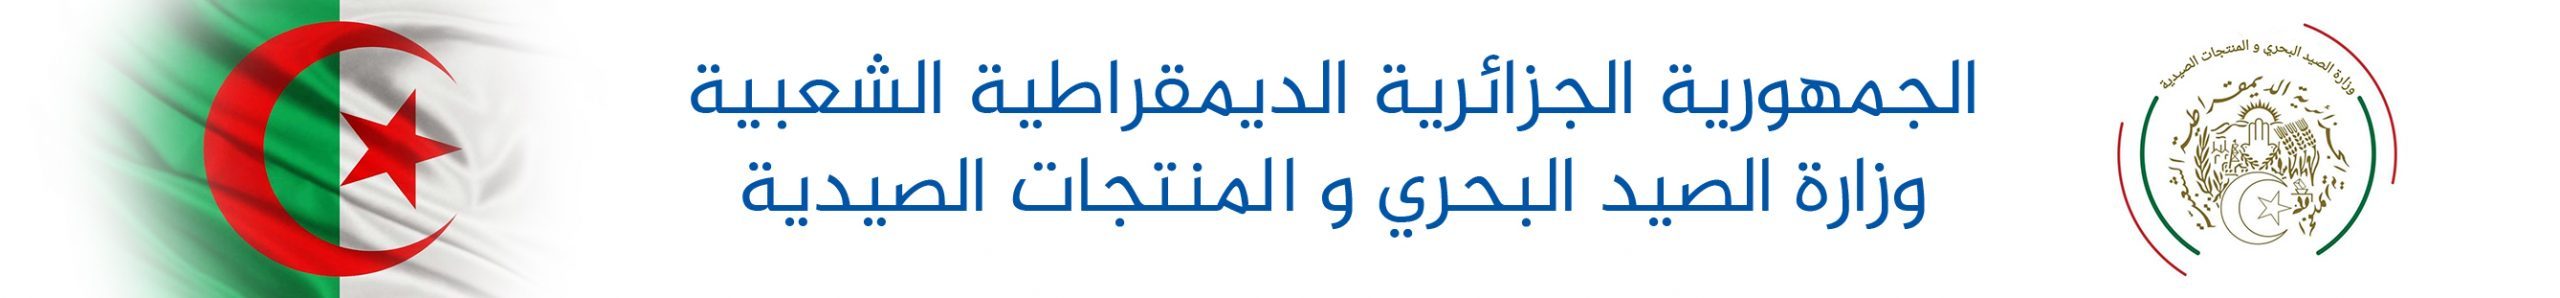 الجمهورية الجزائرية الديمقراطية الشعبية
وزارة الصيد البحري و المنتجات الصيدية
وزارة الصيد البحري و المنتجات الصيدية
الجمهورية الجزائرية الديمقراطية الشعبية